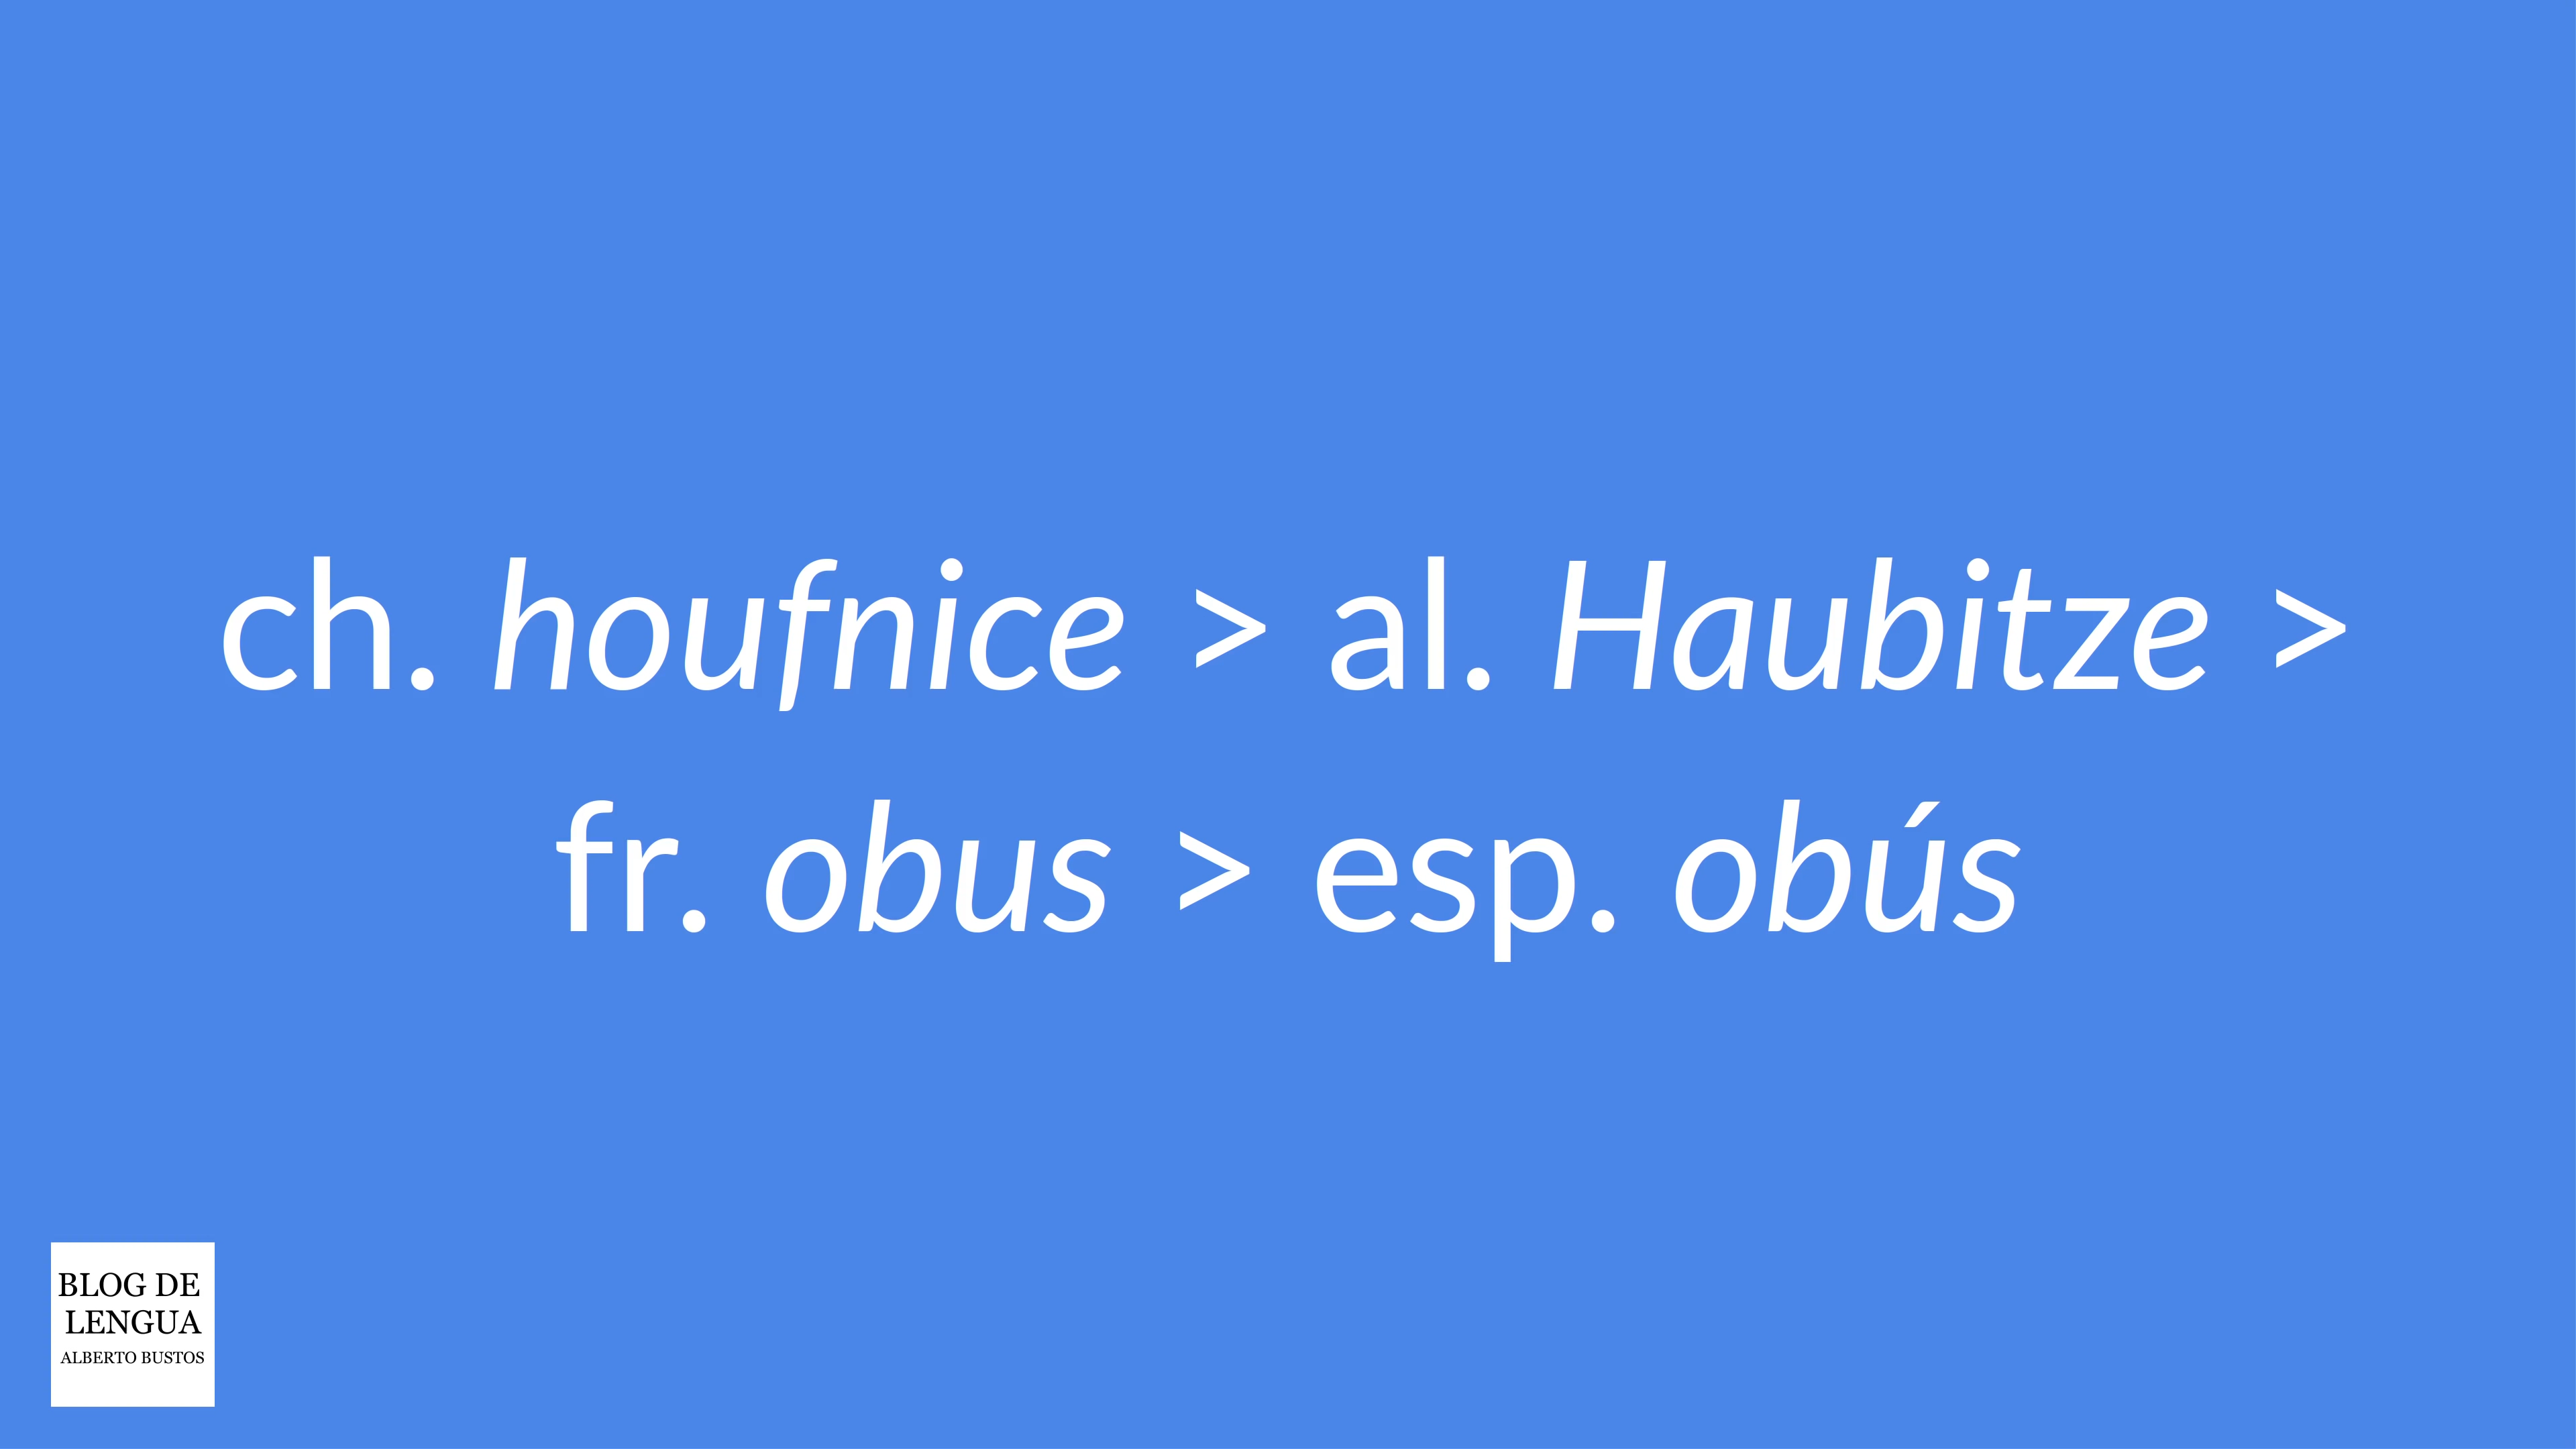 ch. houfnice > al. Haubitze >
fr. obus > esp. obús
BLOG DE
LENGUA
ALBERTO BUSTOS